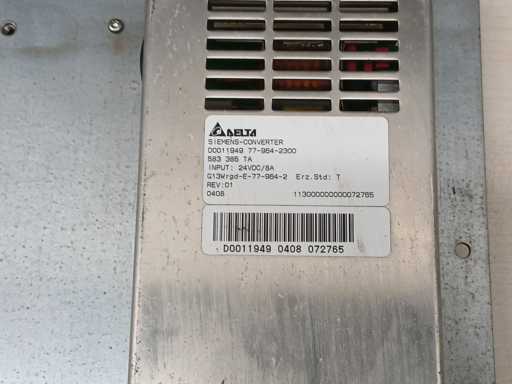 DELTA
SIEMENS-CONVERTER
D0011949 77-964-2300
583 385 TA
INPUT: 24VDC/8A
G13Wrgd-E-77-964-2 Erz.Std: T
REV:01
0408 113000000000072765
D0011949 0408 072765